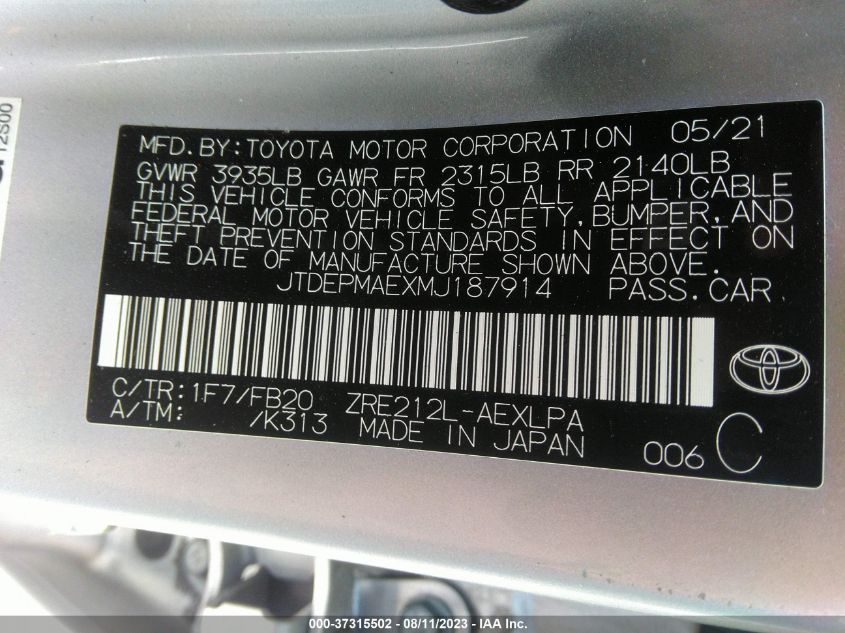 12S00
MFD.BY:TOYOTA MOTOR CORPORATION 05/21
GVWR 3935LB GAWR FR 2315LB RR 2140LB
THIS VEHICLE CONFORMS TO ALL APPLICABLE
FEDERAL MOTOR VEHICLE SAFETY,BUMPER,AND
THEFT PREVENTION STANDARDS IN EFFECT ON
THE DATE OF MANUFACTURE SHOWN ABOVE.
JTDEPMAEXMJ187914 PASS.CAR
C/TR:1F7/FB20 ZRE212L-AEXLPA
A/TM: /K313 MADE IN JAPAN
006 C
000-37315502 - 08/11/2023 - IAA Inc.